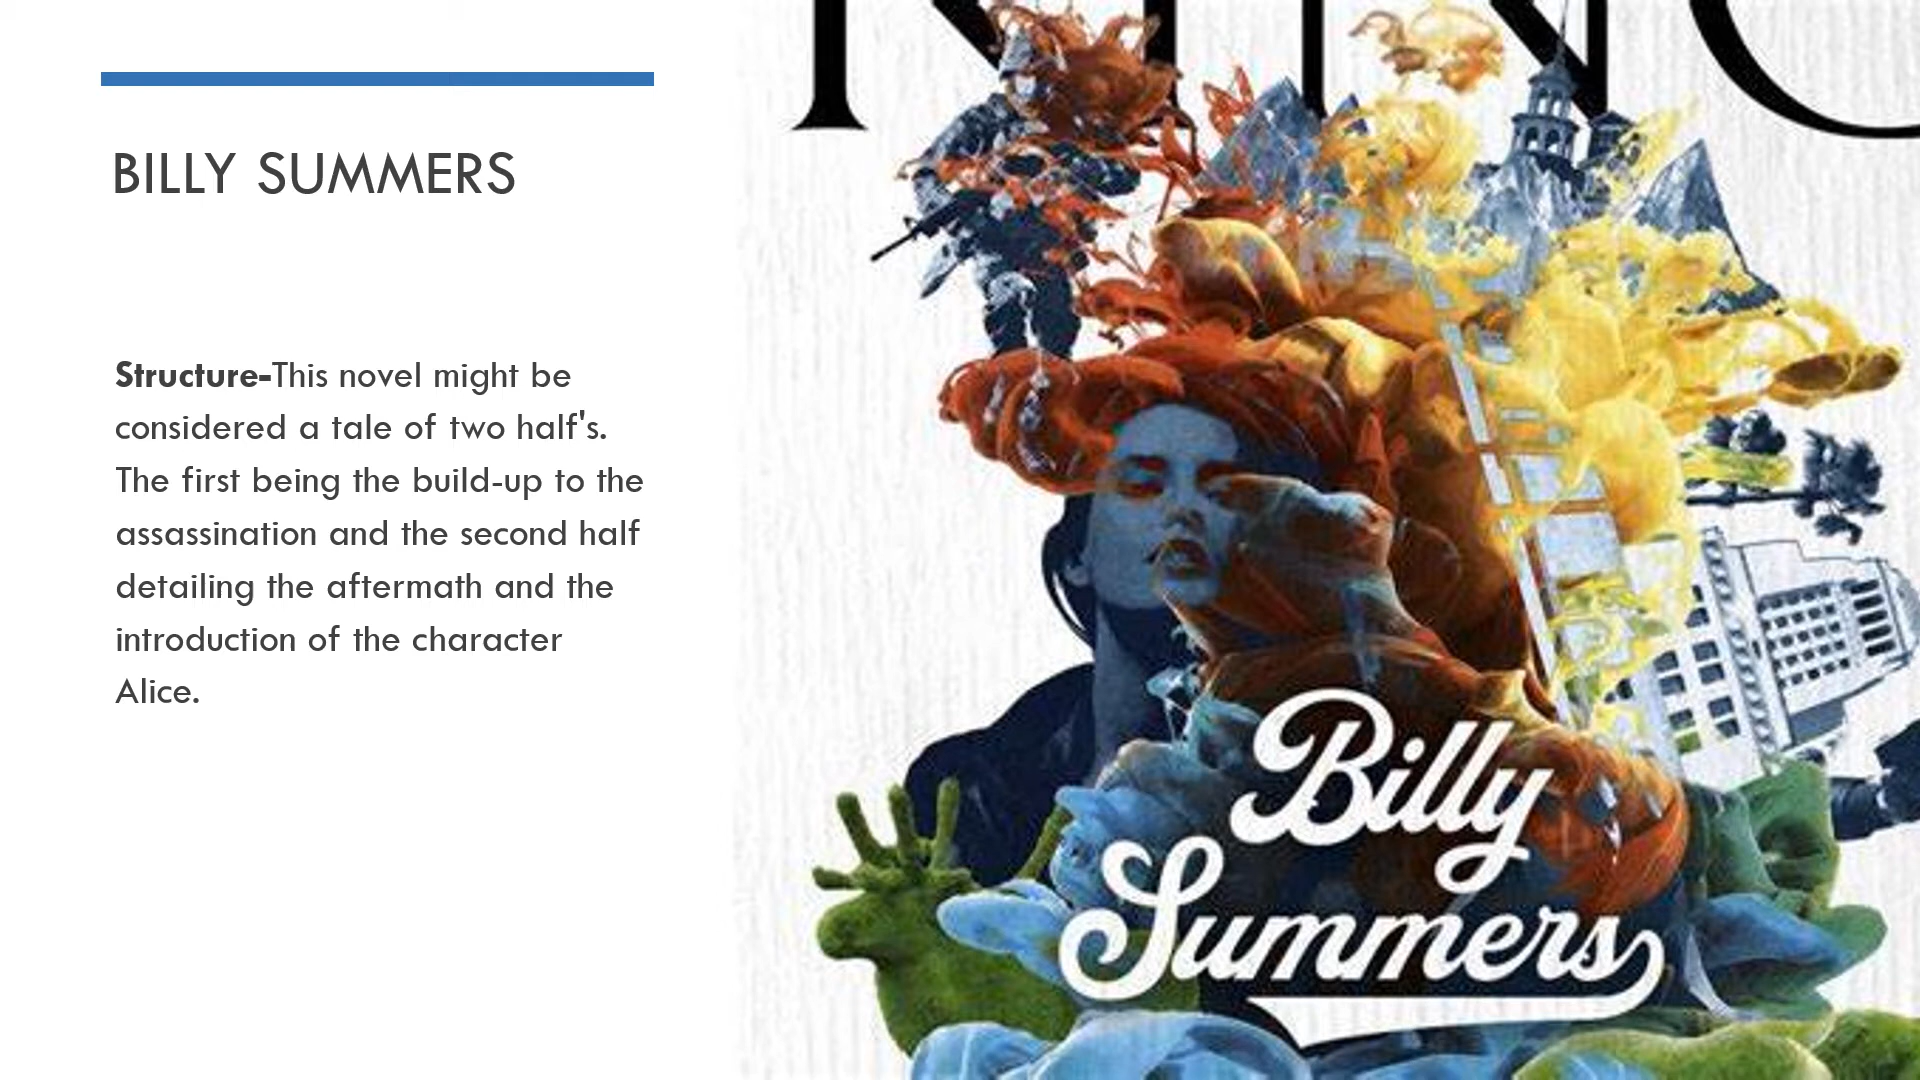 BILLY SUMMERS
Structure-This novel might be
considered a tale of two half's.
The first being the build-up to the
assassination and the second half
detailing the aftermath and the
introduction of the character
Alice.
KING
Billy
Summers